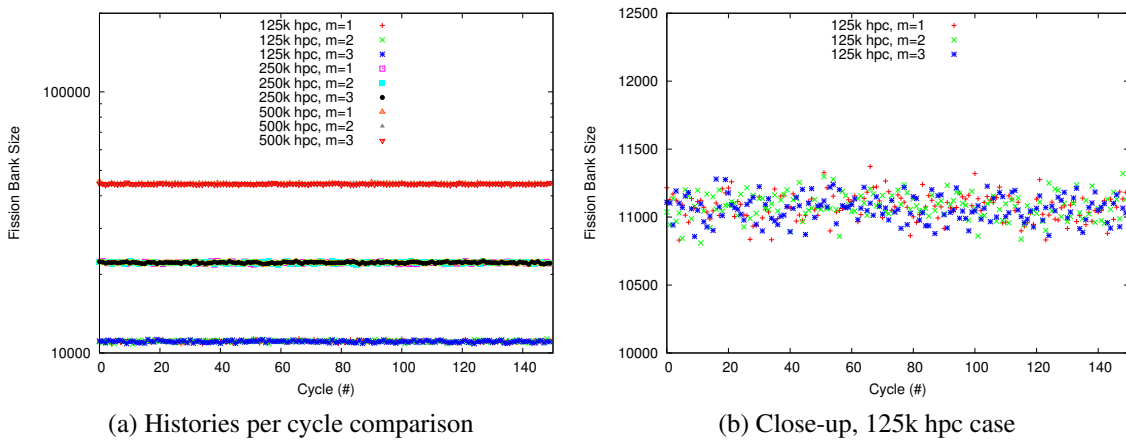 125k hpc, m=1
125k hpc, m=2
125k hpc, m=3
250k hpc, m=1
250k hpc, m=2
250k hpc, m=3
500k hpc, m=1
500k hpc, m=2
500k hpc, m=3
100000
10000
Fission Bank Size
0 20 40 60 80 100 120 140
Cycle (#)
(a) Histories per cycle comparison
125k hpc, m=1
125k hpc, m=2
125k hpc, m=3
12500
12000
11500
11000
10500
10000
Fission Bank Size
0 20 40 60 80 100 120 140
Cycle (#)
(b) Close-up, 125k hpc case